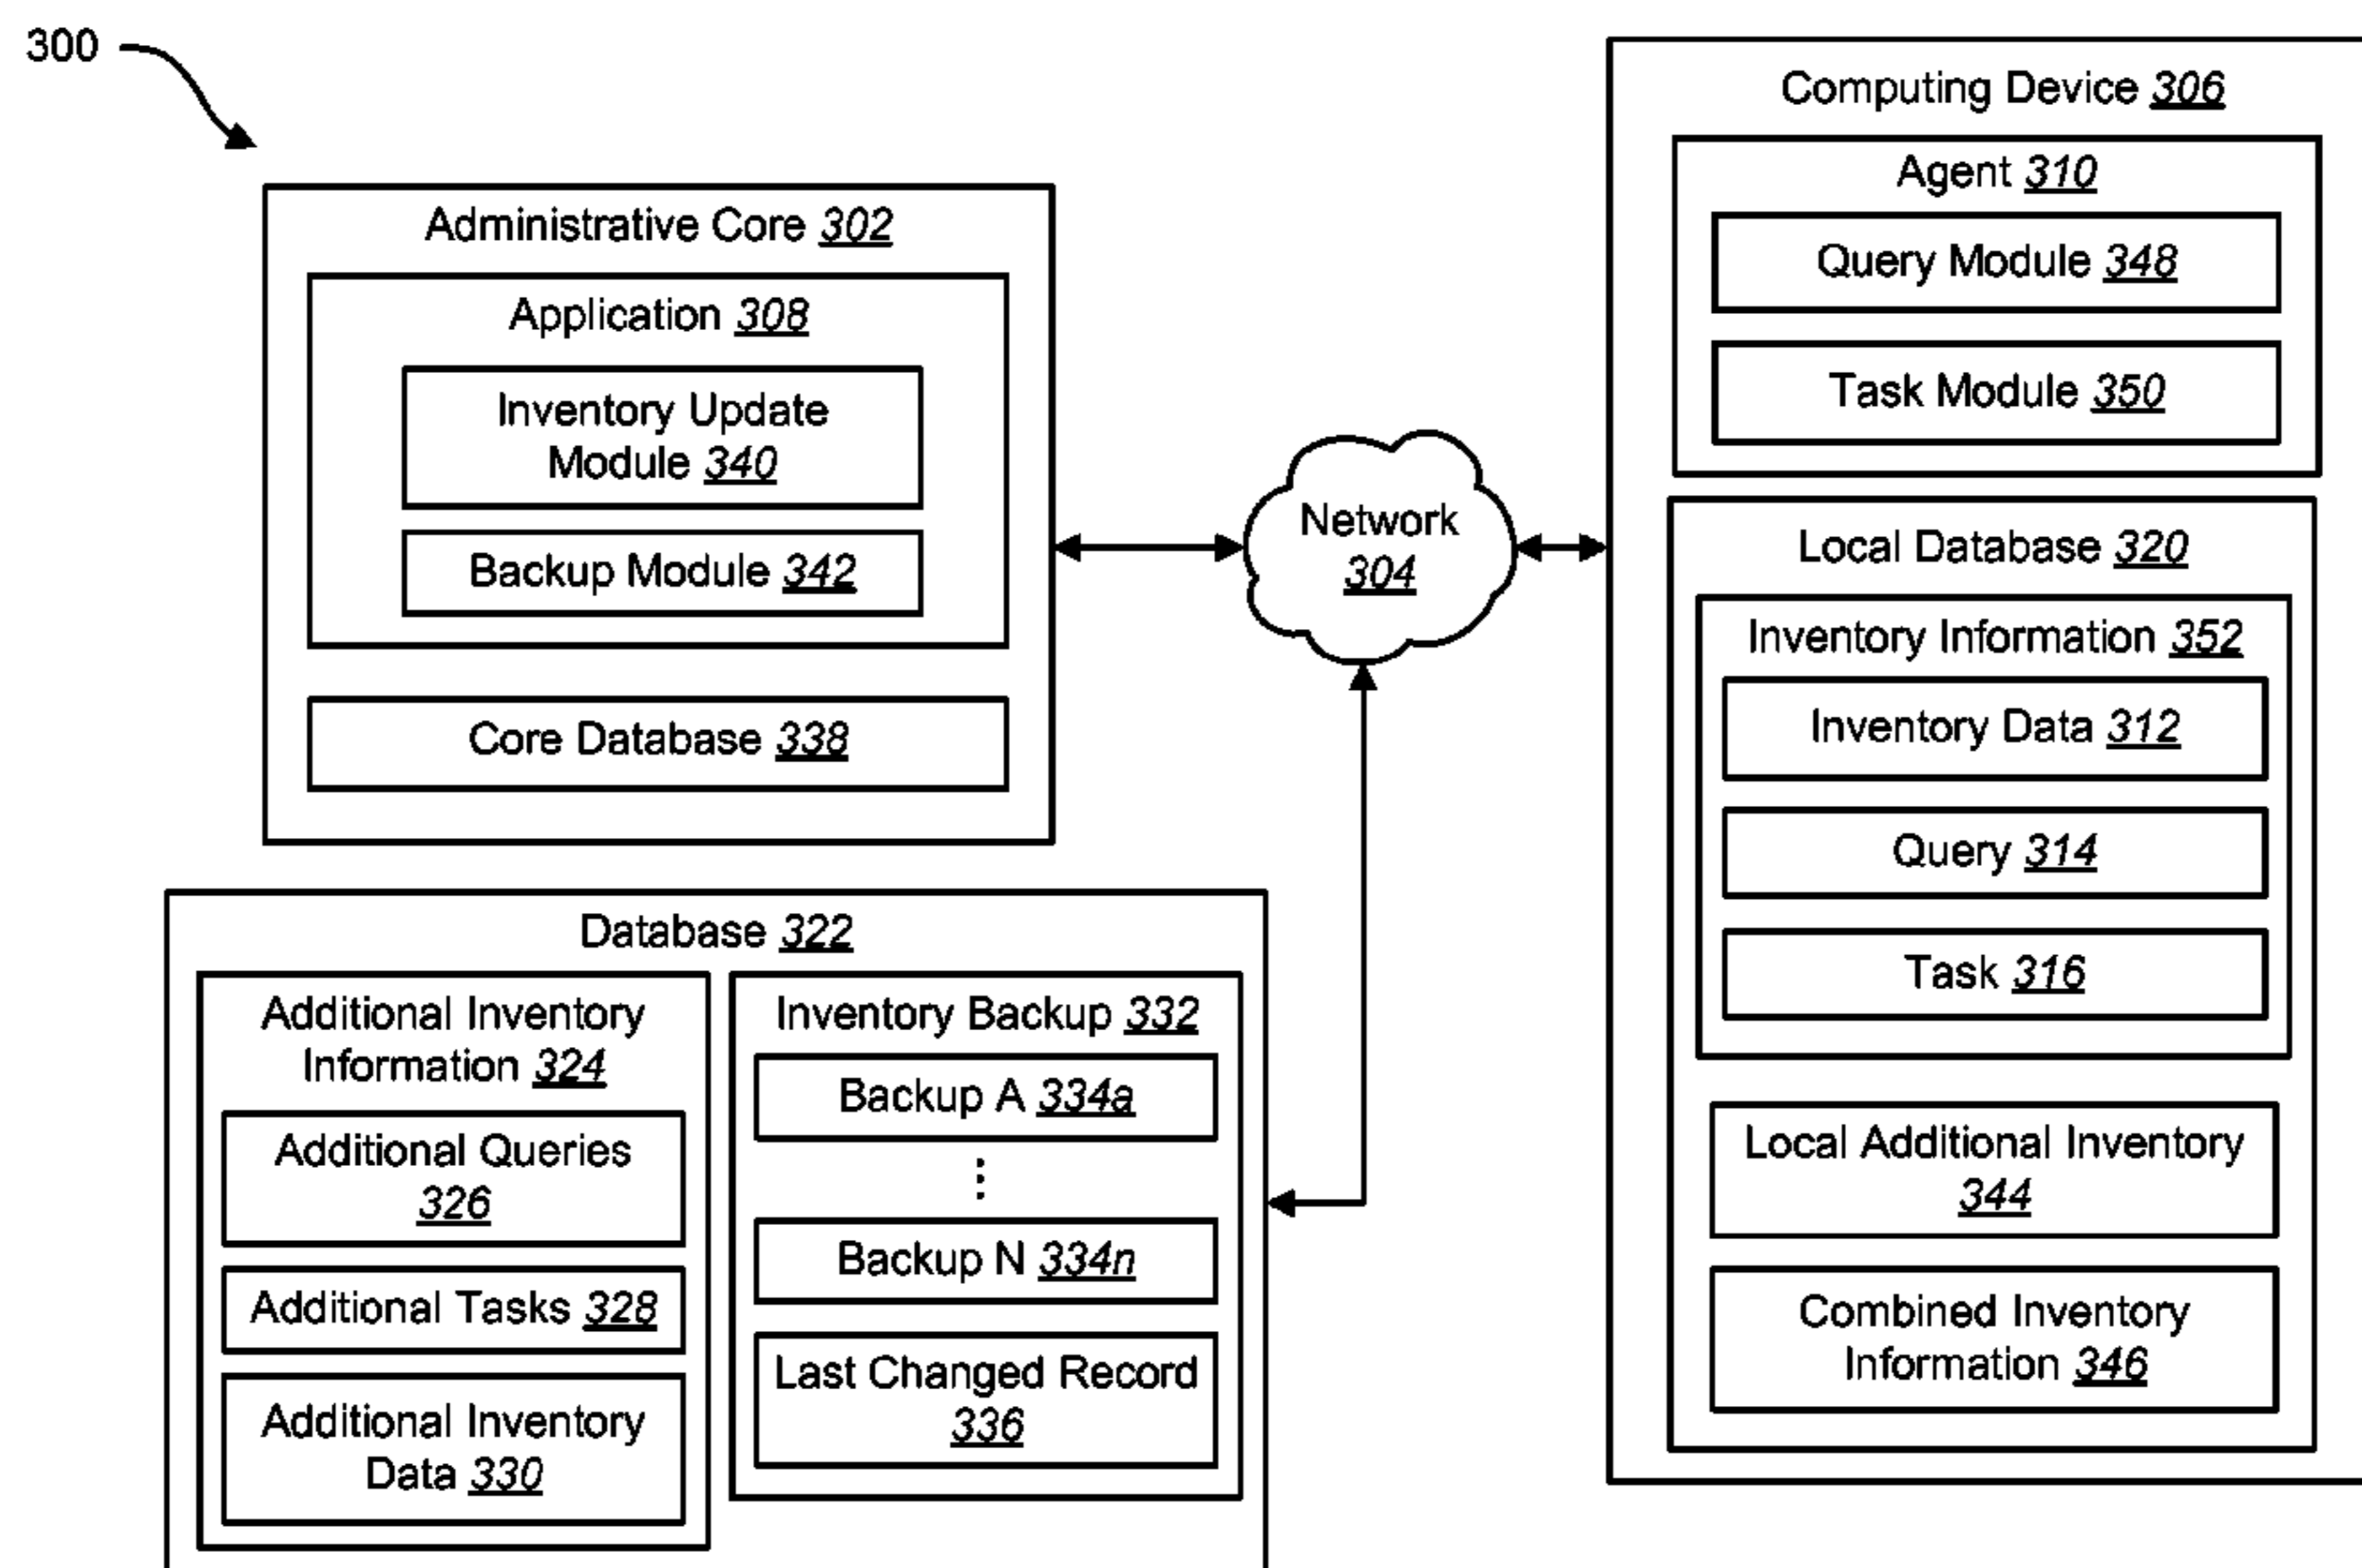 300
Administrative Core 302
Application 308
Inventory Update
Module 340
Backup Module 342
Core Database 338
Network
304
Computing Device 306
Agent 310
Query Module 348
Task Module 350
Local Database 320
Inventory Information 352
Inventory Data 312
Query 314
Task 316
Local Additional Inventory
344
Combined Inventory
Information 346
Database 322
Additional Inventory
Information 324
Additional Queries
326
Additional Tasks 328
Additional Inventory
Data 330
Inventory Backup 332
Backup A 334a
⋮
Backup N 334n
Last Changed Record
336